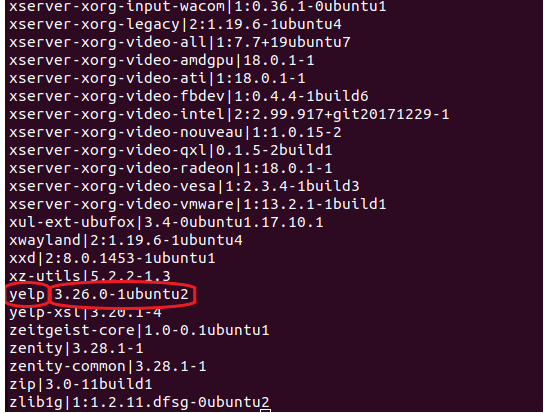 xserver-xorg-input-wacom|1:0.36.1-0ubuntu1
xserver-xorg-legacy|2:1.19.6-1ubuntu4
xserver-xorg-video-all|1:7.7+19ubuntu7
xserver-xorg-video-amdgpu|18.0.1-1
xserver-xorg-video-ati|1:18.0.1-1
xserver-xorg-video-fbdev|1:0.4.4-1build6
xserver-xorg-video-intel|2:2.99.917+git20171229-1
xserver-xorg-video-nouveau|1:1.0.15-2
xserver-xorg-video-qxl|0.1.5-2build1
xserver-xorg-video-radeon|1:18.0.1-1
xserver-xorg-video-vesa|1:2.3.4-1build3
xserver-xorg-video-vmware|1:13.2.1-1build1
xul-ext-ubufox|3.4-0ubuntu1.17.10.1
xwayland|2:1.19.6-1ubuntu4
xxd|2:8.0.1453-1ubuntu1
xz-utils|5.2.2-1.3
yelp|3.26.0-1ubuntu2
yelp-xsl|3.20.1-4
zeitgeist-core|1.0-0.1ubuntu1
zenity|3.28.1-1
zenity-common|3.28.1-1
zip|3.0-11build1
zlib1g|1:1.2.11.dfsg-0ubuntu2